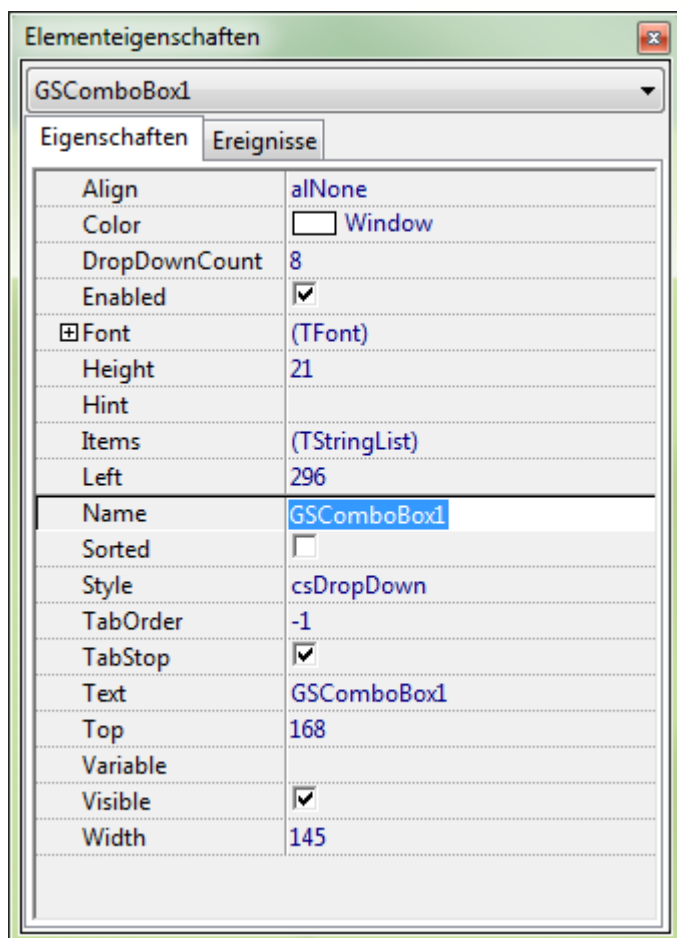 Elementeigenschaften
GSComboBox1
Eigenschaften Ereignisse
Align alNone
Color Window
DropDownCount 8
Enabled
Font (TFont)
Height 21
Hint
Items (TStringList)
Left 296
Name GSComboBox1
Sorted
Style csDropDown
TabOrder -1
TabStop
Text GSComboBox1
Top 168
Variable
Visible
Width 145